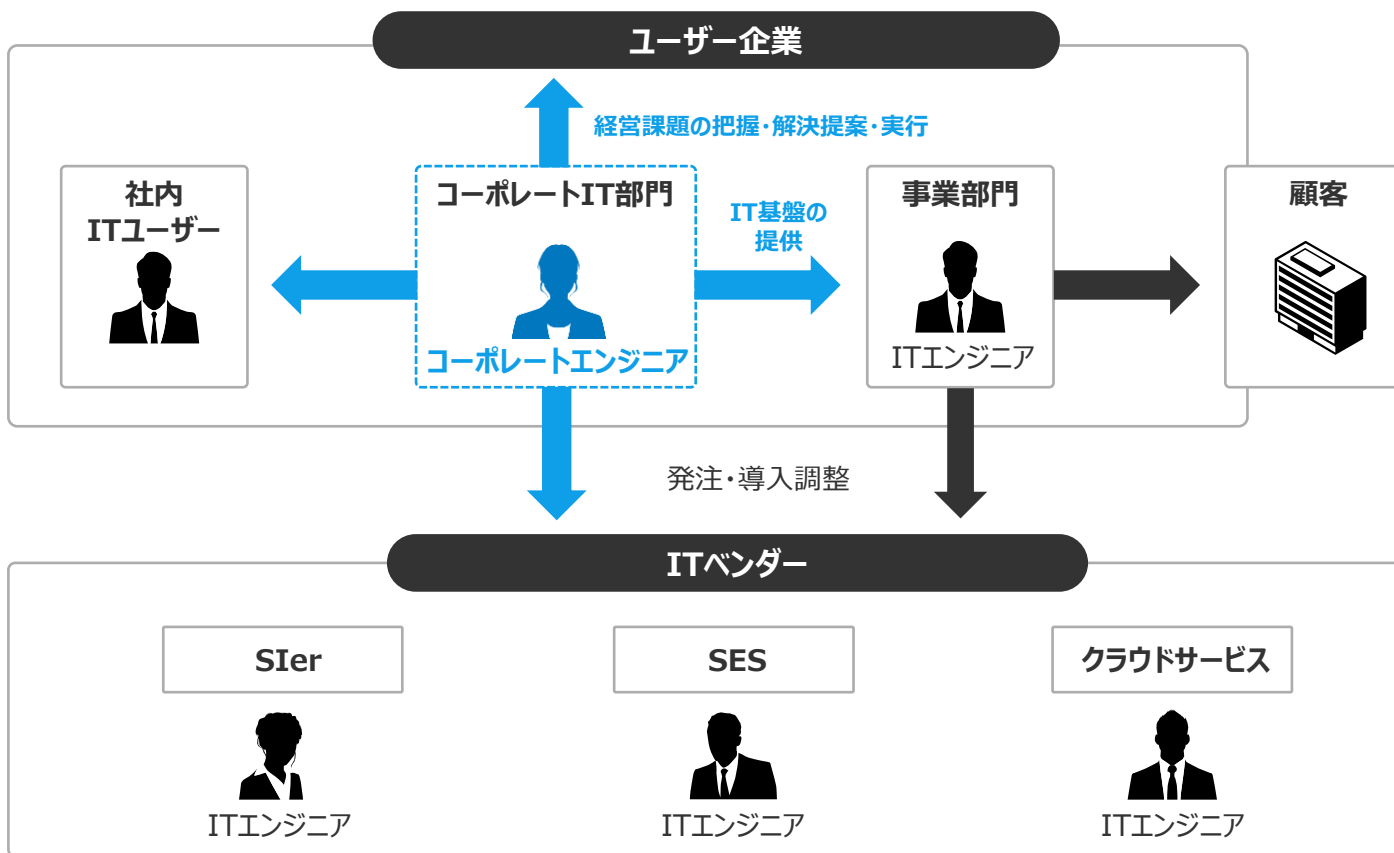 ユーザー企業
経営課題の把握・解決提案・実行
社内
ITユーザー
コーポレートIT部門
コーポレートエンジニア
IT基盤の
提供
事業部門
ITエンジニア
顧客
発注・導入調整
ITベンダー
SIer
SES
クラウドサービス
ITエンジニア
ITエンジニア
ITエンジニア